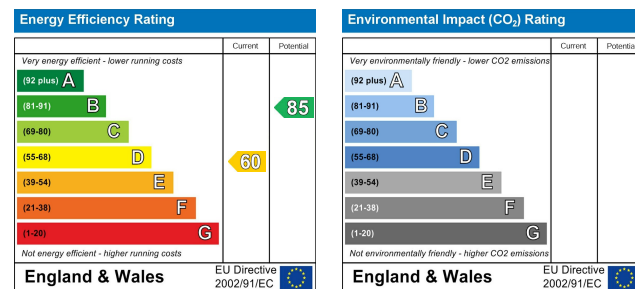 Energy Efficiency Rating
Current Potential
Very energy efficient - lower running costs
(92 plus) A
(81-91) B
85
(69-80) C
(55-68) D
60
(39-54) E
(21-38) F
(1-20) G
Not energy efficient - higher running costs
England & Wales
EU Directive
2002/91/EC
Environmental Impact (CO₂) Rating
Current Potential
Very environmentally friendly - lower CO2 emissions
(92 plus) A
(81-91) B
(69-80) C
(55-68) D
(39-54) E
(21-38) F
(1-20) G
Not environmentally friendly - higher CO2 emissions
England & Wales
EU Directive
2002/91/EC